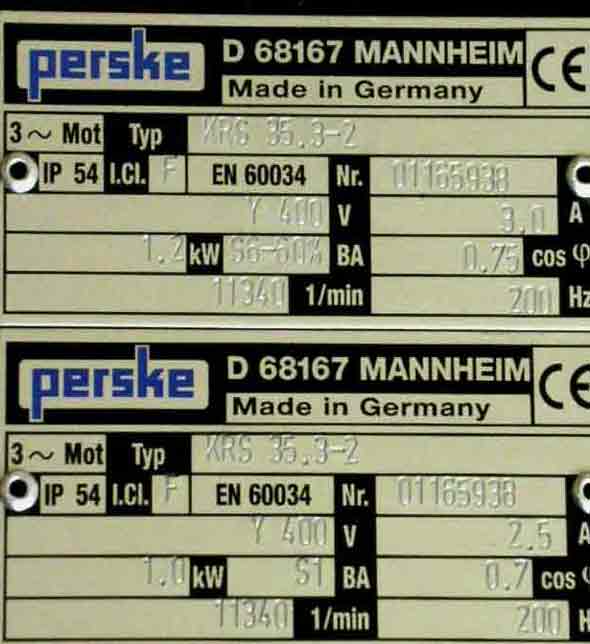 perske D 68167 MANNHEIM CE
Made in Germany
3~ Mot Typ KRS 35.3-2
IP 54 I.Cl. F EN 60034 Nr. 01165938
Y 400 V 3.0 A
1.2 kW S6-60% BA 0.75 cos φ
11340 1/min 200 Hz
perske D 68167 MANNHEIM CE
Made in Germany
3~ Mot Typ KRS 35.3-2
IP 54 I.Cl. F EN 60034 Nr. 01165938
Y 400 V 2.5 A
1.0 kW S1 BA 0.7 cos φ
11340 1/min 200 H